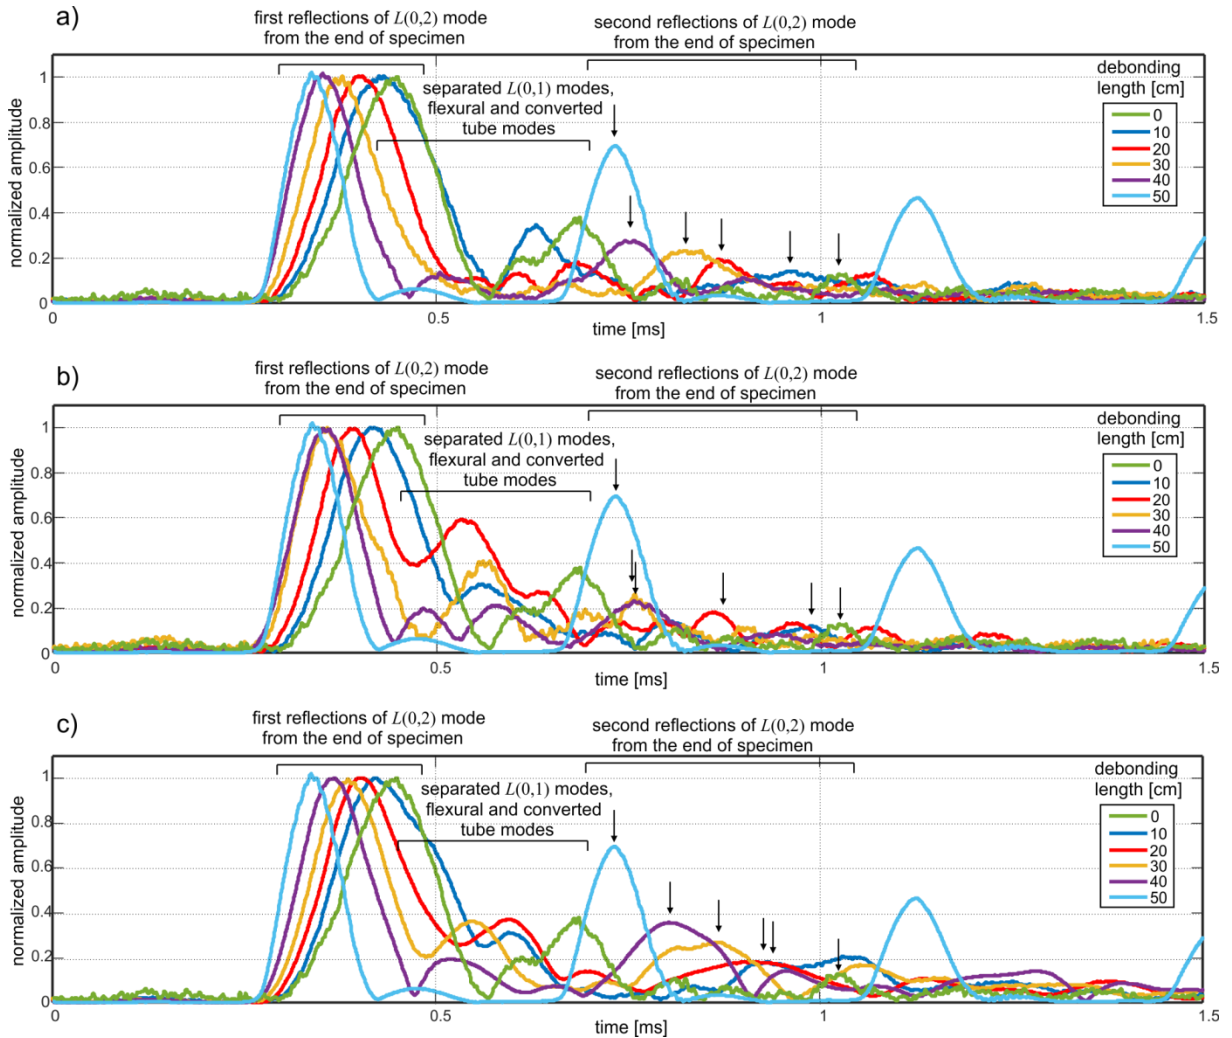 a)
first reflections of L(0,2) mode
from the end of specimen
second reflections of L(0,2) mode
from the end of specimen
separated L(0,1) modes,
flexural and converted
tube modes
debonding
length [cm]
0
10
20
30
40
50
normalized amplitude
1
0.8
0.6
0.4
0.2
0
0
0.5
1
1.5
time [ms]
b)
first reflections of L(0,2) mode
from the end of specimen
second reflections of L(0,2) mode
from the end of specimen
separated L(0,1) modes,
flexural and converted
tube modes
debonding
length [cm]
0
10
20
30
40
50
normalized amplitude
1
0.8
0.6
0.4
0.2
0
0
0.5
1
1.5
time [ms]
c)
first reflections of L(0,2) mode
from the end of specimen
second reflections of L(0,2) mode
from the end of specimen
separated L(0,1) modes,
flexural and converted
tube modes
debonding
length [cm]
0
10
20
30
40
50
normalized amplitude
1
0.8
0.6
0.4
0.2
0
0
0.5
1
1.5
time [ms]